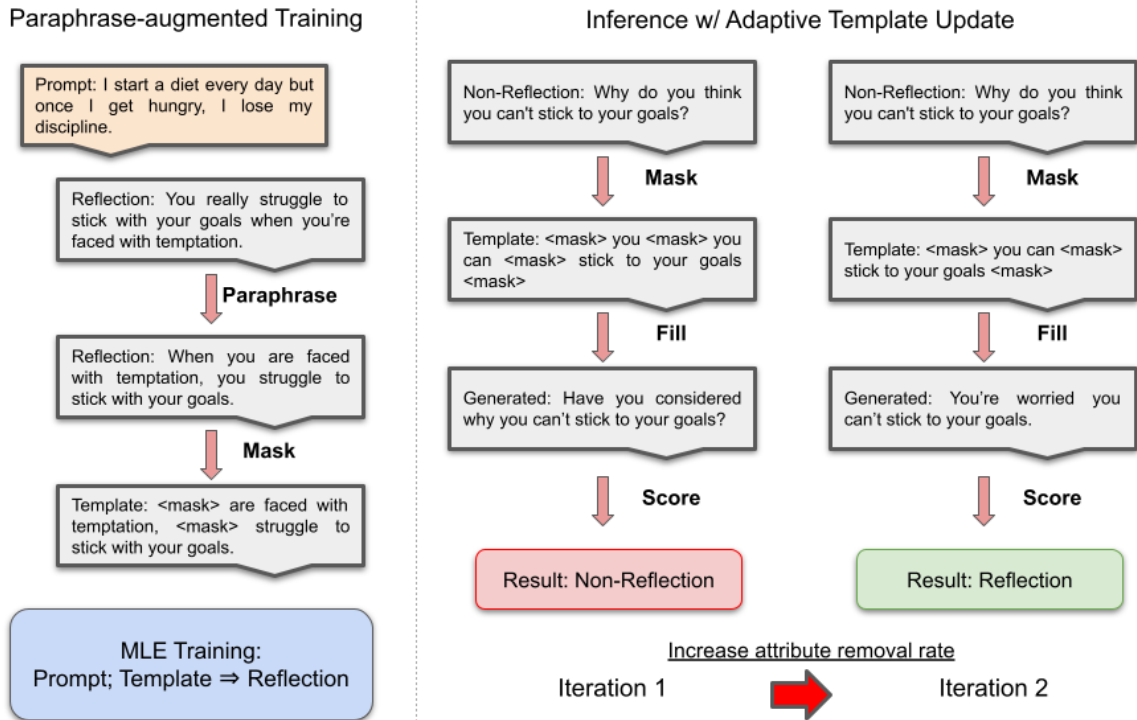 Paraphrase-augmented Training
Prompt: I start a diet every day but
once I get hungry, I lose my
discipline.
Reflection: You really struggle to
stick with your goals when you're
faced with temptation.
Paraphrase
Reflection: When you are faced
with temptation, you struggle to
stick with your goals.
Mask
Template: <mask> are faced with
temptation, <mask> struggle to
stick with your goals.
MLE Training:
Prompt; Template ⇒ Reflection
Inference w/ Adaptive Template Update
Non-Reflection: Why do you think
you can't stick to your goals?
Mask
Template: <mask> you <mask> you
can <mask> stick to your goals
<mask>
Fill
Generated: Have you considered
why you can't stick to your goals?
Score
Result: Non-Reflection
Non-Reflection: Why do you think
you can't stick to your goals?
Mask
Template: <mask> you can <mask>
stick to your goals <mask>
Fill
Generated: You're worried you
can't stick to your goals.
Score
Result: Reflection
Increase attribute removal rate
Iteration 1
Iteration 2